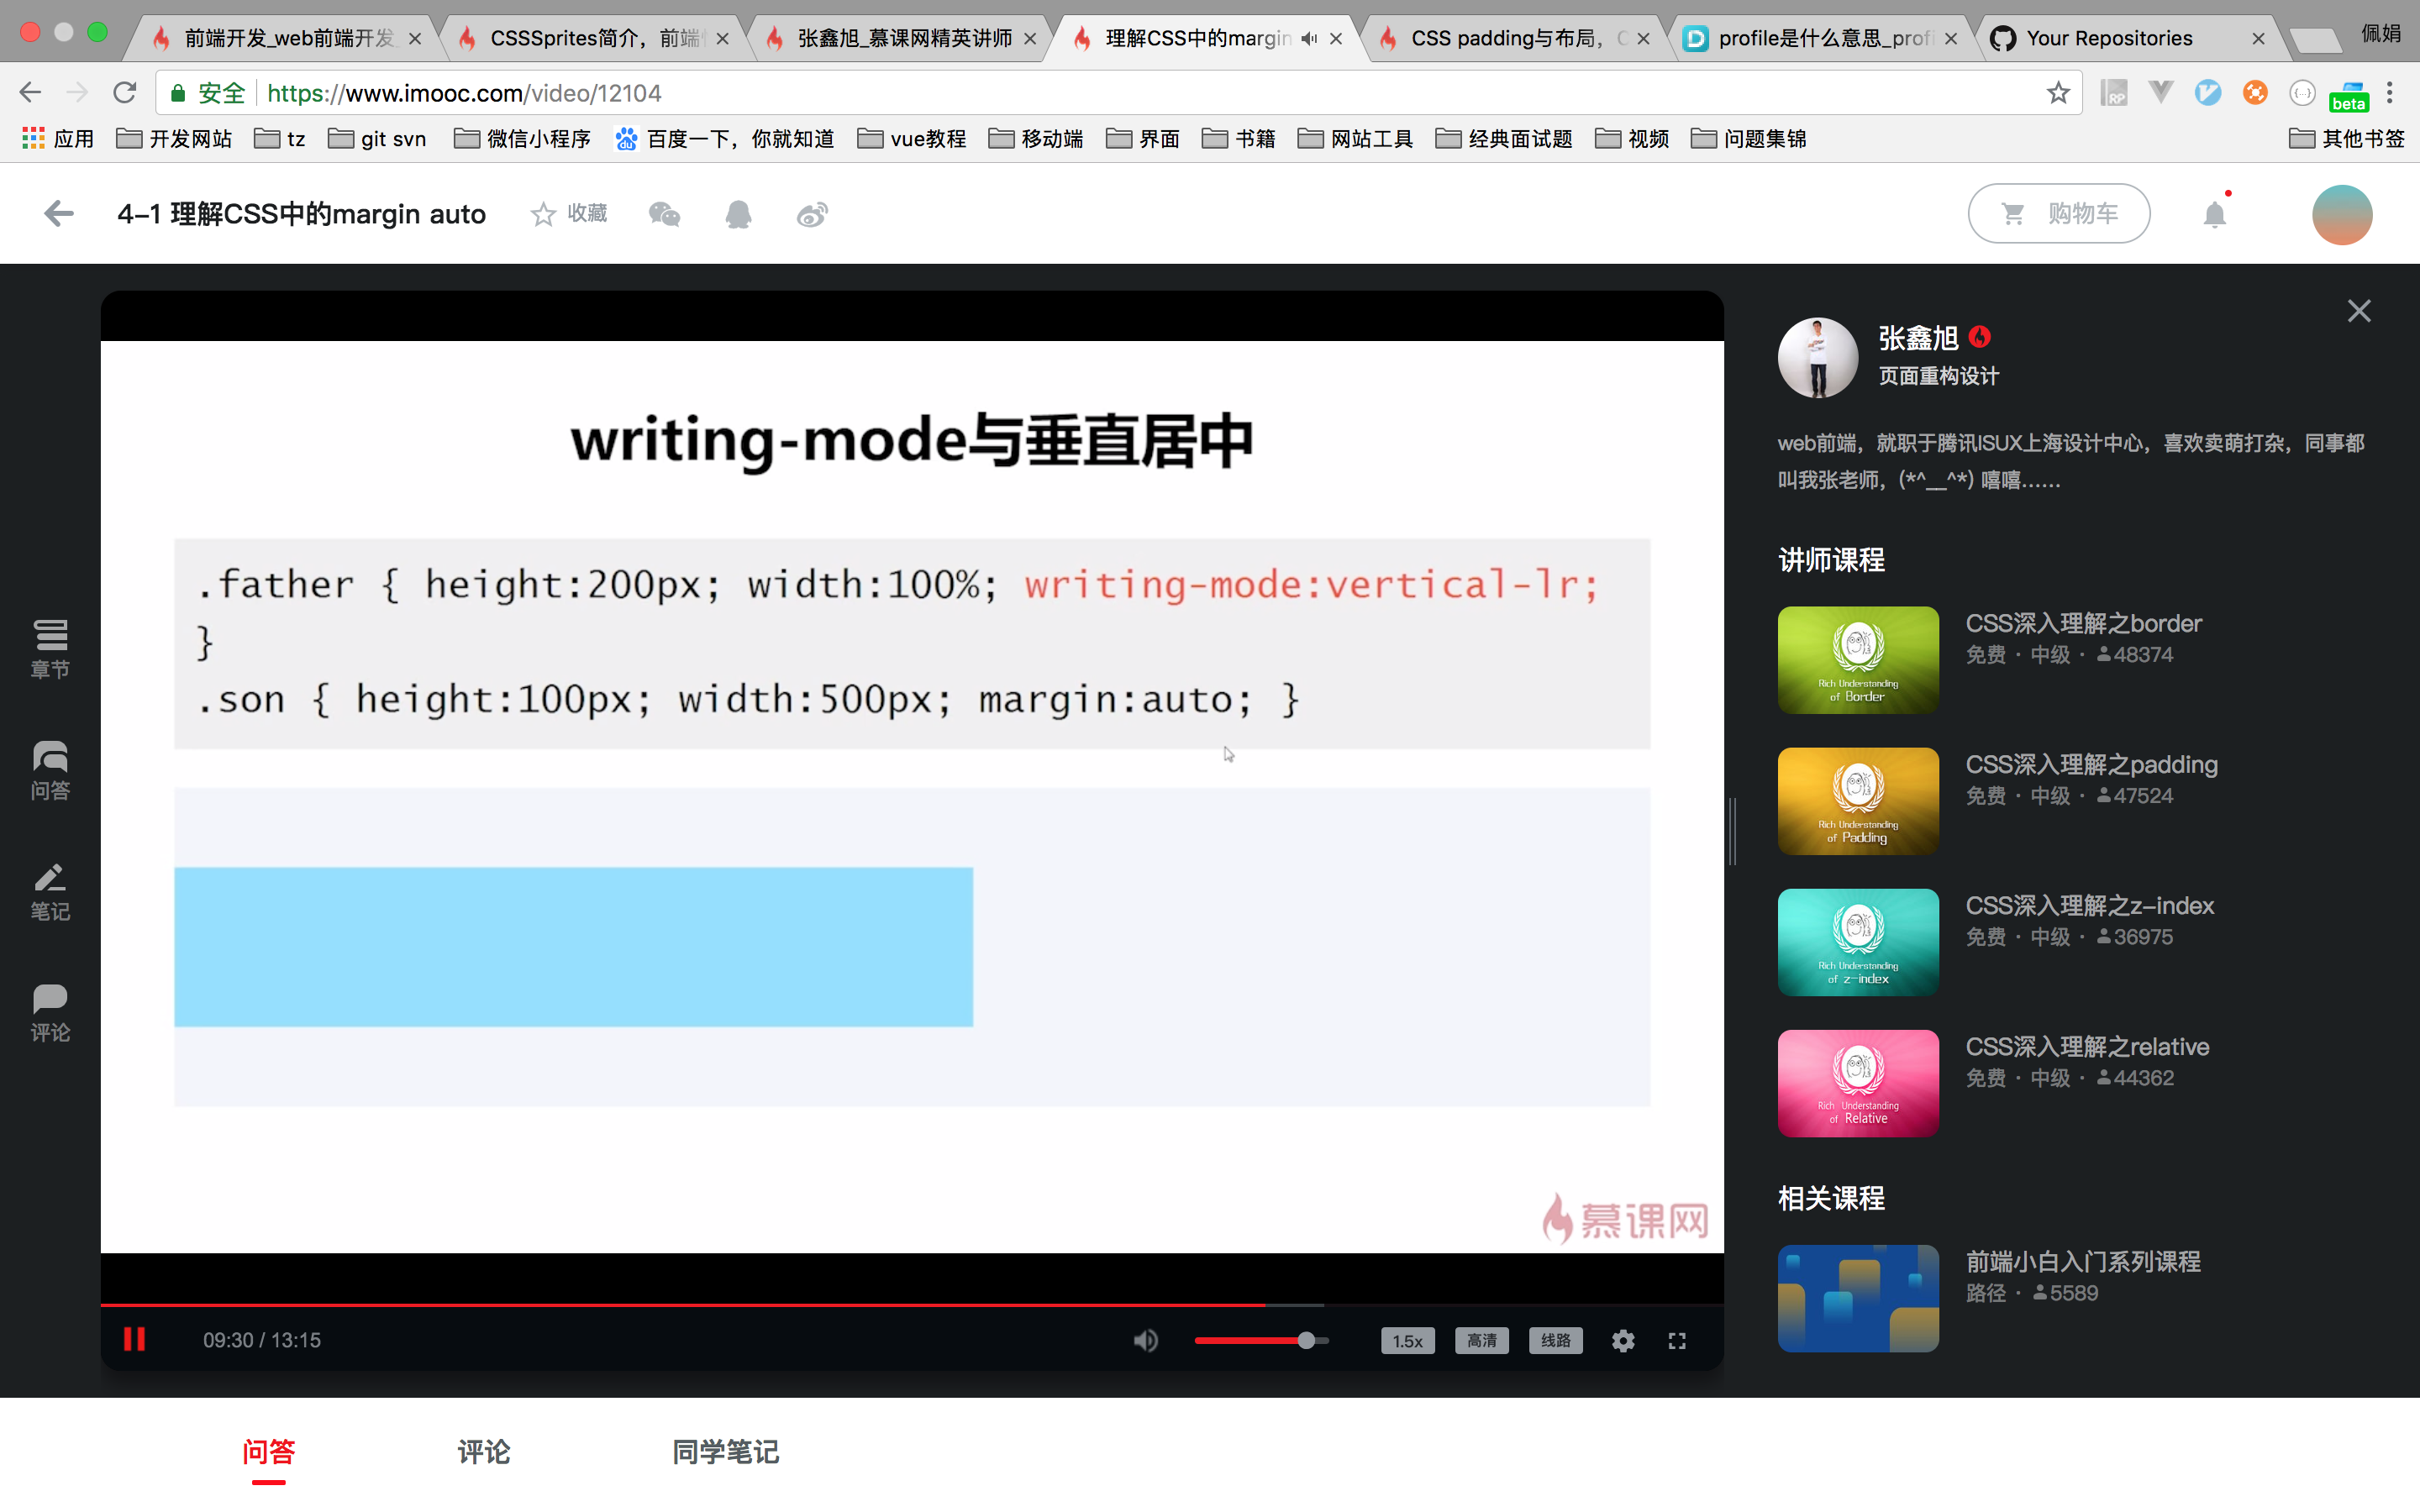 前端开发_web前端开发
CSSSprites简介，前端
张鑫旭_慕课网精英讲师
理解CSS中的margin
CSS padding与布局，
profile是什么意思_prof
Your Repositories
佩娟
安全
https://www.imooc.com/video/12104
beta
应用
开发网站
tz
git svn
微信小程序
百度一下，你就知道
vue教程
移动端
界面
书籍
网站工具
经典面试题
视频
问题集锦
其他书签
4-1 理解CSS中的margin auto
收藏
购物车
章节
问答
笔记
评论
writing-mode与垂直居中
.father { height:200px; width:100%; writing-mode:vertical-lr;
}
.son { height:100px; width:500px; margin:auto; }
慕课网
09:30 / 13:15
1.5x
高清
线路
张鑫旭
页面重构设计
web前端，就职于腾讯ISUX上海设计中心，喜欢卖萌打杂，同事都
叫我张老师，(*^__^*) 嘻嘻……
讲师课程
Rich Understanding
of Border
CSS深入理解之border
免费 · 中级 · 48374
Rich Understanding
of Padding
CSS深入理解之padding
免费 · 中级 · 47524
Rich Understanding
of z-index
CSS深入理解之z-index
免费 · 中级 · 36975
Rich Understanding
of Relative
CSS深入理解之relative
免费 · 中级 · 44362
相关课程
前端小白入门系列课程
路径 · 5589
问答
评论
同学笔记